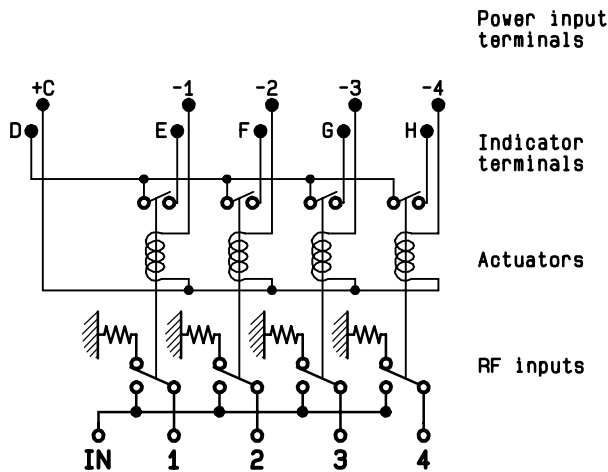 Power input
terminals
+C -1 -2 -3 -4
D E F G H
Indicator
terminals
Actuators
RF inputs
IN 1 2 3 4